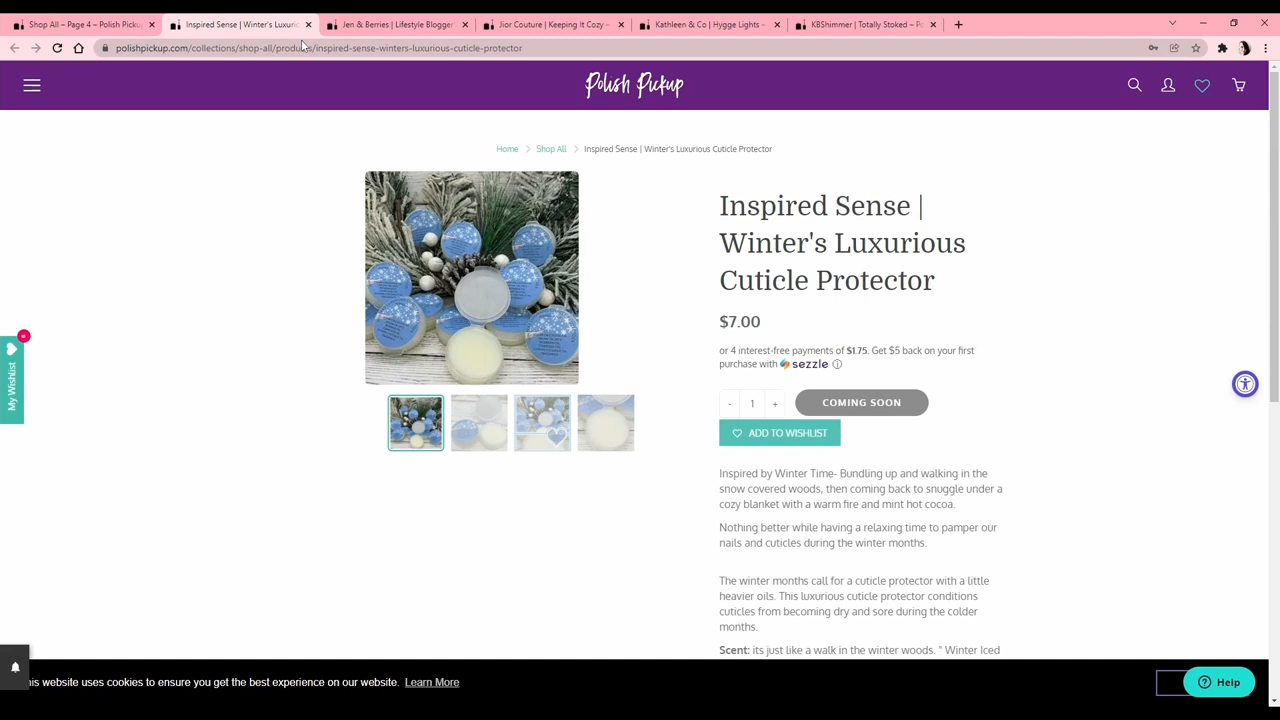 Shop All – Page 4 – Polish Pickup
Inspired Sense | Winter's Luxurio
Jen & Berries | Lifestyle Blogger
Jior Couture | Keeping It Cozy –
Kathleen & Co | Hygge Lights –
KBShimmer | Totally Stoked – Po
polishpickup.com/collections/shop-all/products/inspired-sense-winters-luxurious-cuticle-protector
Polish Pickup
Home > Shop All > Inspired Sense | Winter's Luxurious Cuticle Protector
Inspired Sense |
Winter's Luxurious
Cuticle Protector
$7.00
or 4 interest-free payments of $1.75. Get $5 back on your first
purchase with sezzle
- 1 + COMING SOON
ADD TO WISHLIST
My Wishlist
Inspired by Winter Time- Bundling up and walking in the
snow covered woods, then coming back to snuggle under a
cozy blanket with a warm fire and mint hot cocoa.
Nothing better while having a relaxing time to pamper our
nails and cuticles during the winter months.
The winter months call for a cuticle protector with a little
heavier oils. This luxurious cuticle protector conditions
cuticles from becoming dry and sore during the colder
months.
Scent: its just like a walk in the winter woods. " Winter Iced
his website uses cookies to ensure you get the best experience on our website. Learn More
Help